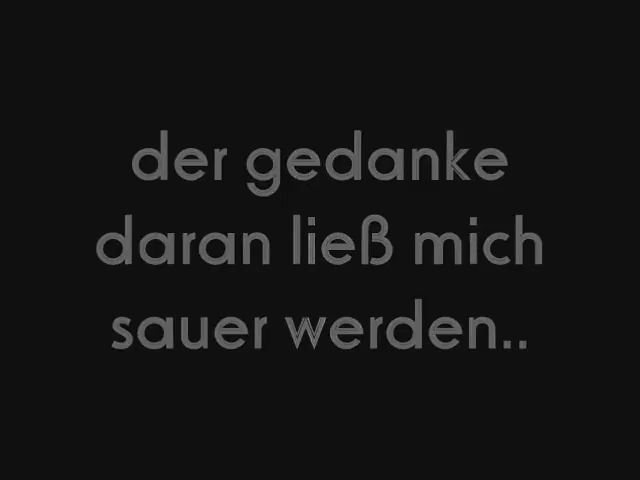 der gedanke
daran ließ mich
sauer werden..